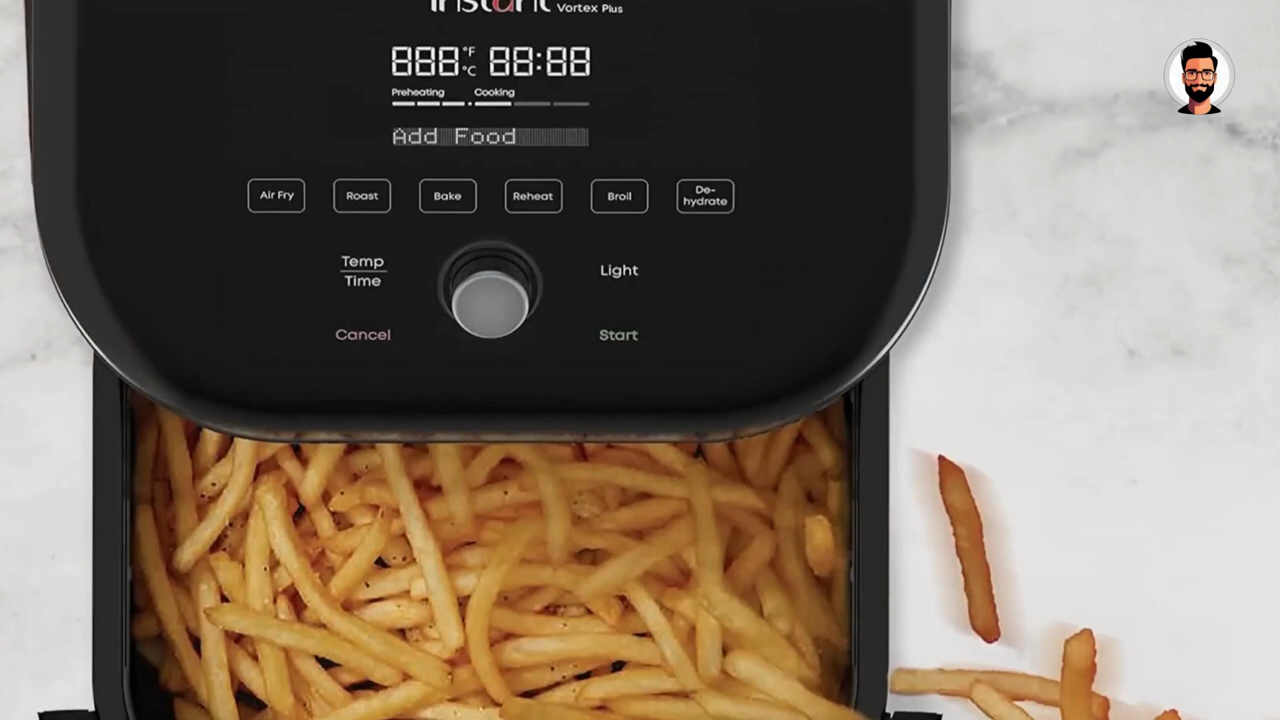 instant Vortex Plus
888°F °C 88:88
Preheating Cooking
Add Food
Air Fry Roast Bake Reheat Broil De-hydrate
Temp Time Light
Cancel Start